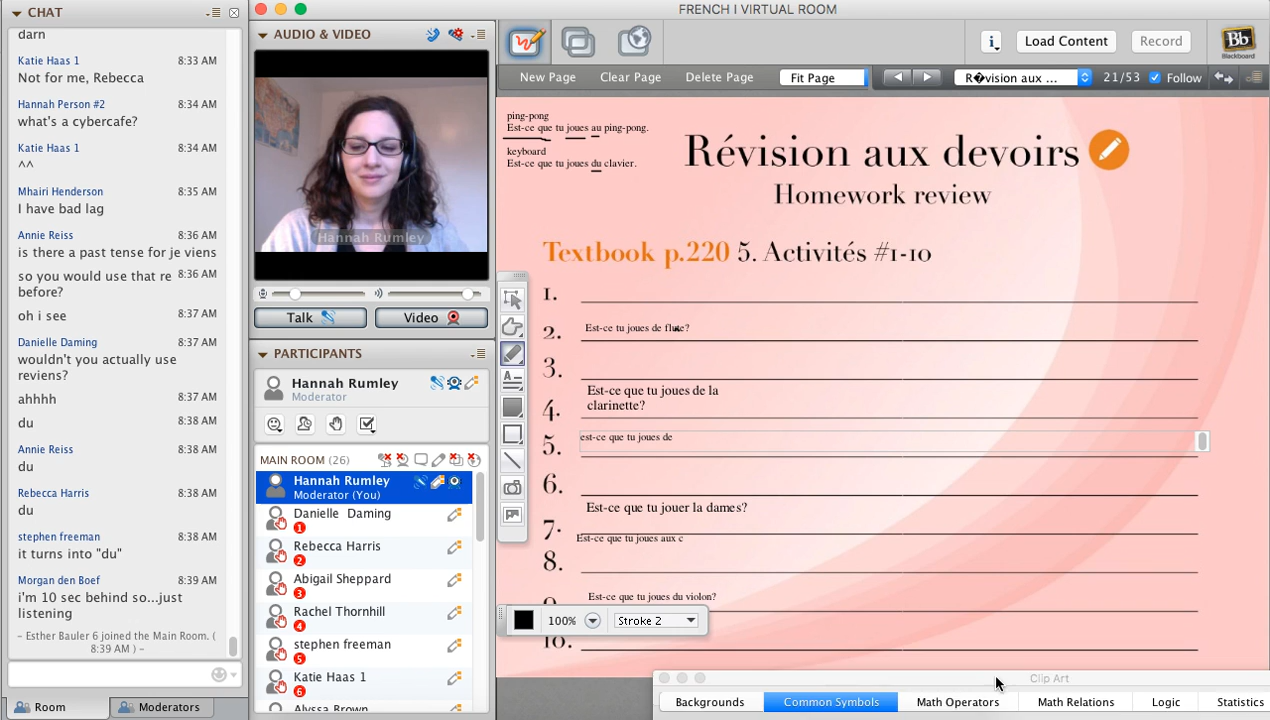 CHAT
darn
Katie Haas 1 8:33 AM
Not for me, Rebecca
Hannah Person #2 8:34 AM
what's a cybercafe?
Katie Haas 1 8:34 AM
^^
Mhairi Henderson 8:35 AM
I have bad lag
Annie Reiss 8:36 AM
is there a past tense for je viens
so you would use that re 8:36 AM
before?
oh i see 8:37 AM
Danielle Daming 8:37 AM
wouldn't you actually use
reviens?
ahhhh 8:37 AM
du 8:38 AM
Annie Reiss 8:38 AM
du
Rebecca Harris 8:38 AM
du
stephen freeman 8:38 AM
it turns into "du"
Morgan den Boef 8:39 AM
i'm 10 sec behind so...just
listening
– Esther Bauler 6 joined the Main Room. (
8:39 AM ) –
Room
Moderators
AUDIO & VIDEO
Hannah Rumley
Talk
Video
PARTICIPANTS
Hannah Rumley
Moderator
MAIN ROOM (26)
Hannah Rumley
Moderator (You)
Danielle Daming
1
Rebecca Harris
2
Abigail Sheppard
3
Rachel Thornhill
4
stephen freeman
5
Katie Haas 1
6
Alyssa Brown
FRENCH I VIRTUAL ROOM
i
Load Content
Record
Bb
Blackboard
New Page
Clear Page
Delete Page
Fit Page
R�vision aux ...
21/53
Follow
ping-pong
Est-ce que tu joues au ping-pong.
keyboard
Est-ce que tu joues du clavier.
Révision aux devoirs
Homework review
Textbook p.220 5. Activités #1-10
1.
2. Est-ce tu joues de flute?
3.
Est-ce que tu joues de la
4. clarinette?
5. est-ce que tu joues de
6.
Est-ce que tu jouer la dames?
7.
Est-ce que tu joues aux c
8.
9. Est-ce que tu joues du violon?
10.
100%
Stroke 2
Clip Art
Backgrounds
Common Symbols
Math Operators
Math Relations
Logic
Statistics